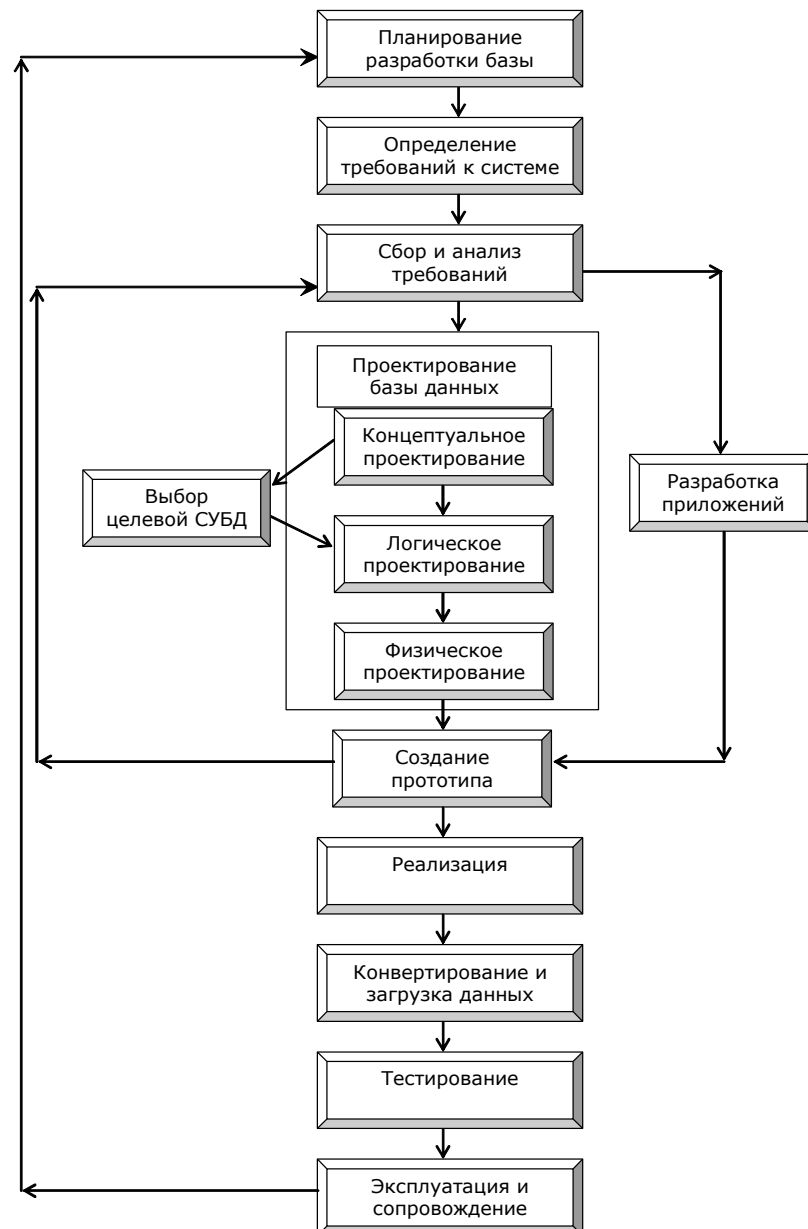 Планирование
разработки базы
Определение
требований к системе
Сбор и анализ
требований
Проектирование
базы данных
Концептуальное
проектирование
Выбор
целевой СУБД
Разработка
приложений
Логическое
проектирование
Физическое
проектирование
Создание
прототипа
Реализация
Конвертирование и
загрузка данных
Тестирование
Эксплуатация и
сопровождение